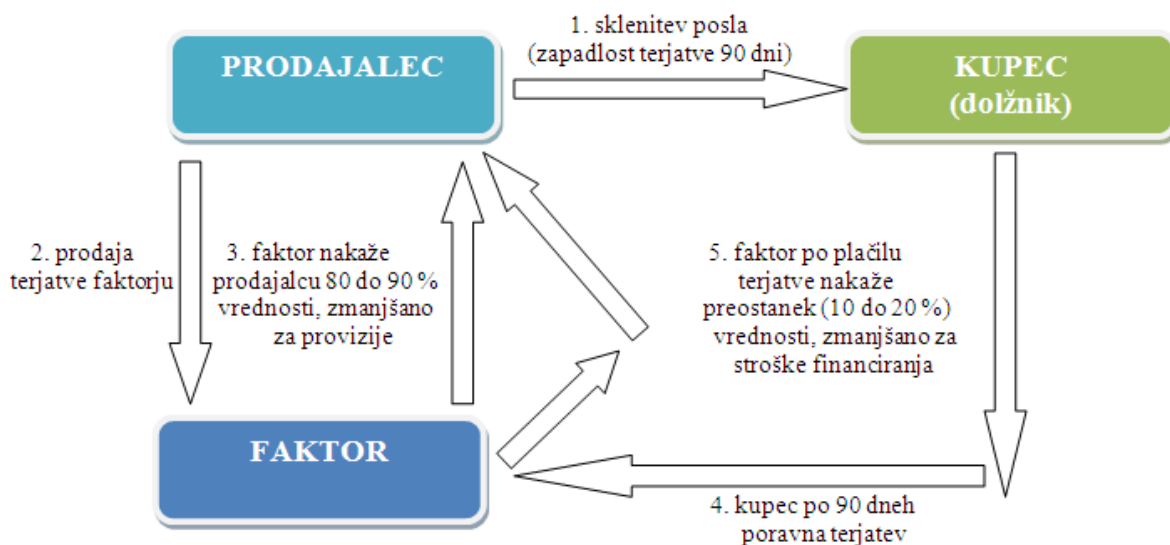 1. sklenitev posla
(zapadlost terjatve 90 dni)
PRODAJALEC
KUPEC
(dolžnik)
2. prodaja
terjatve faktorju
3. faktor nakaže
prodajalcu 80 do 90 %
vrednosti, zmanjšano
za provizije
5. faktor po plačilu
terjatve nakaže
preostanek (10 do 20 %)
vrednosti, zmanjšano za
stroške financiranja
FAKTOR
4. kupec po 90 dneh
poravna terjatev